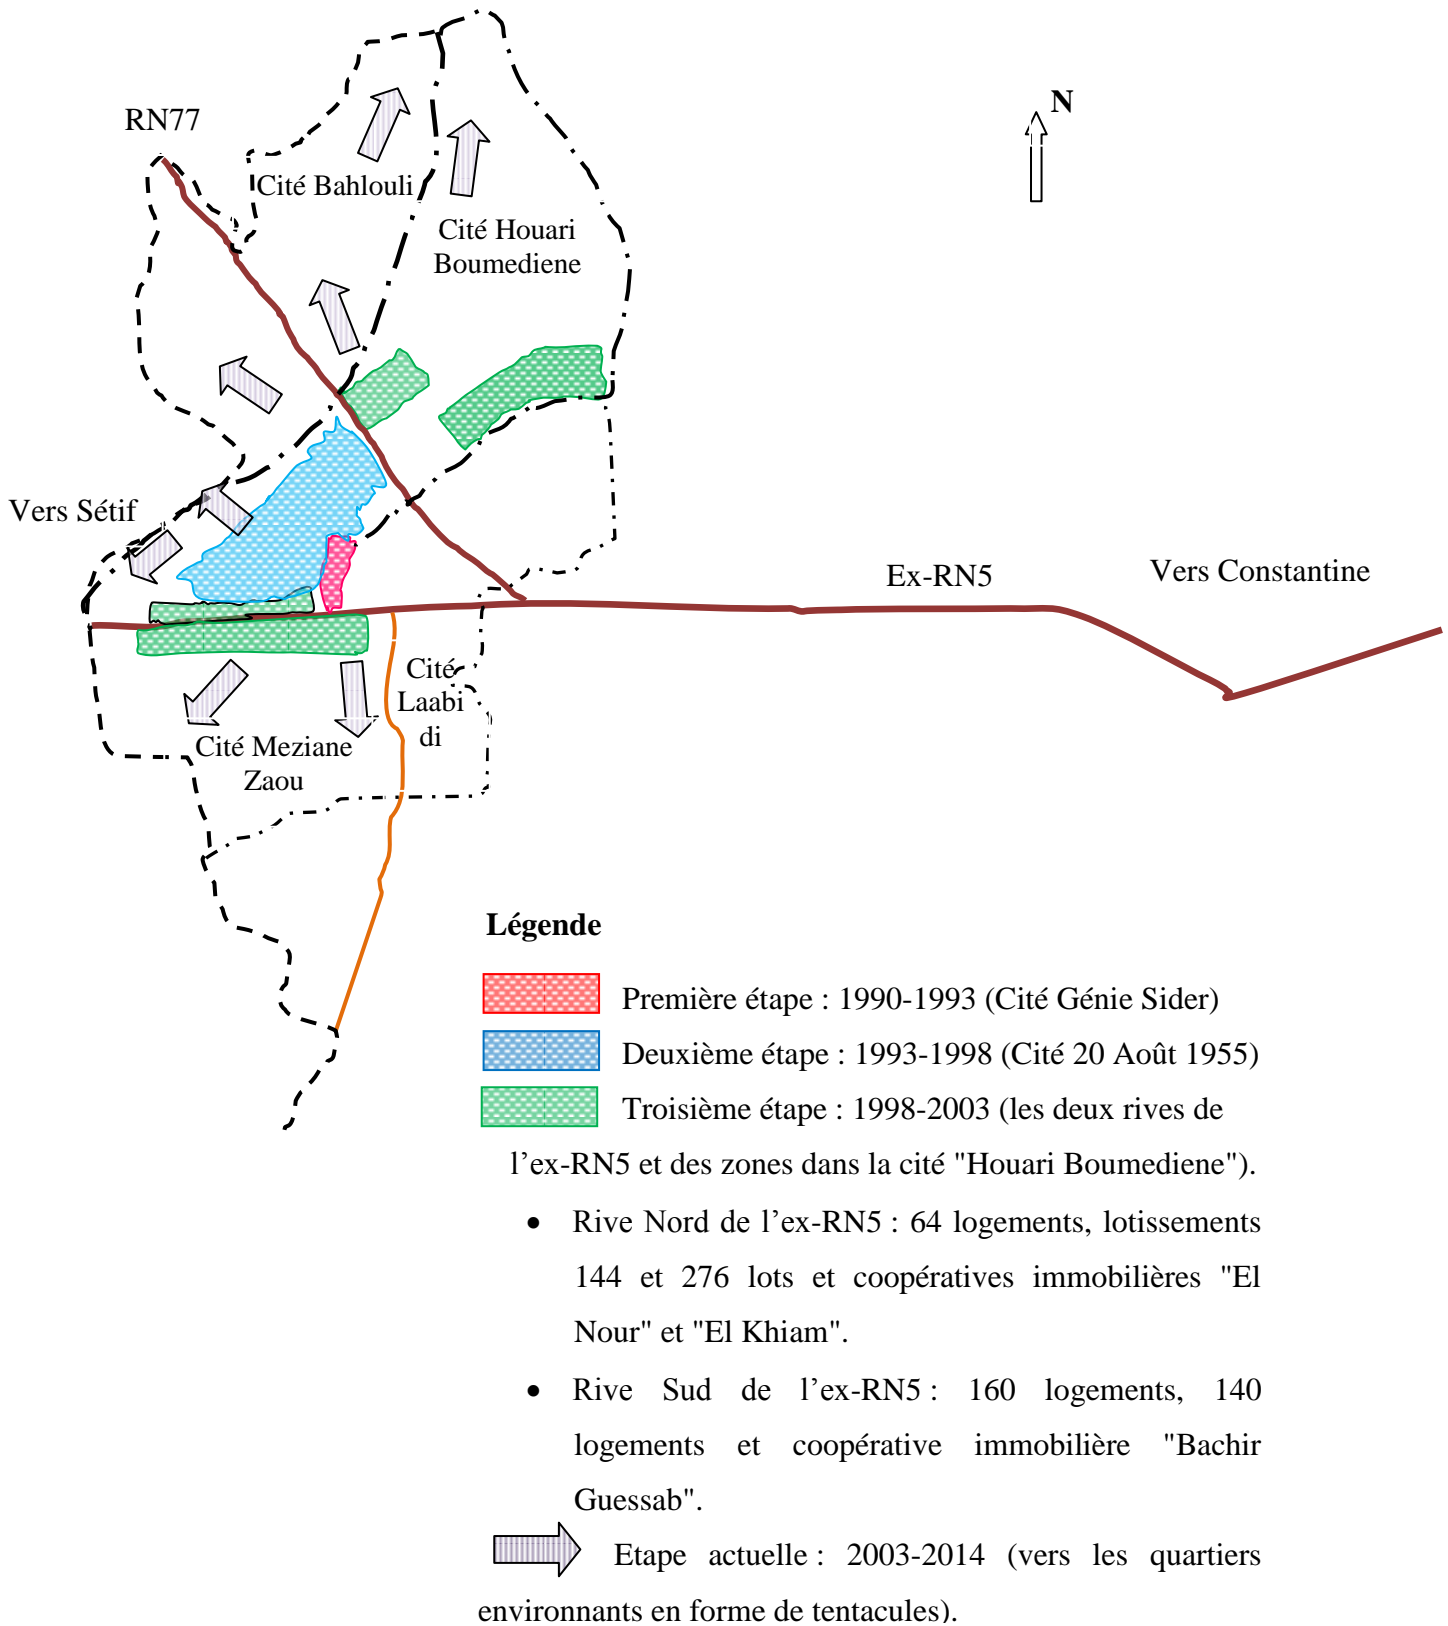 RN77
N
Cité Bahlouli
Cité Houari
Boumediene
Vers Sétif
Ex-RN5
Vers Constantine
Cité
Laabi
di
Cité Meziane
Zaou
Légende
Première étape : 1990-1993 (Cité Génie Sider)
Deuxième étape : 1993-1998 (Cité 20 Août 1955)
Troisième étape : 1998-2003 (les deux rives de
l’ex-RN5 et des zones dans la cité "Houari Boumediene").
• Rive Nord de l’ex-RN5 : 64 logements, lotissements
144 et 276 lots et coopératives immobilières "El
Nour" et "El Khiam".
• Rive Sud de l’ex-RN5 : 160 logements, 140
logements et coopérative immobilière "Bachir
Guessab".
Etape actuelle : 2003-2014 (vers les quartiers
environnants en forme de tentacules).